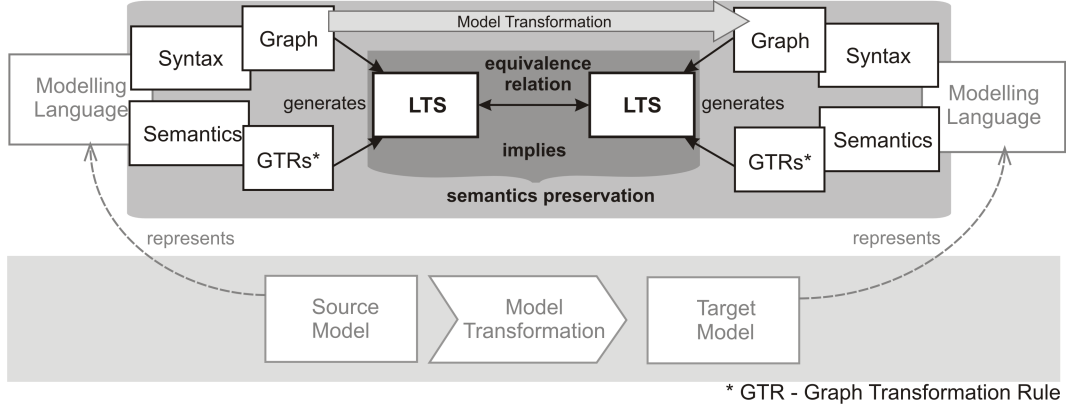 Model Transformation
Graph
Graph
Syntax
Syntax
Modelling
Language
Modelling
Language
equivalence
relation
generates
LTS
LTS
generates
Semantics
Semantics
implies
GTRs*
GTRs*
semantics preservation
represents
represents
Source
Model
Model
Transformation
Target
Model
* GTR - Graph Transformation Rule